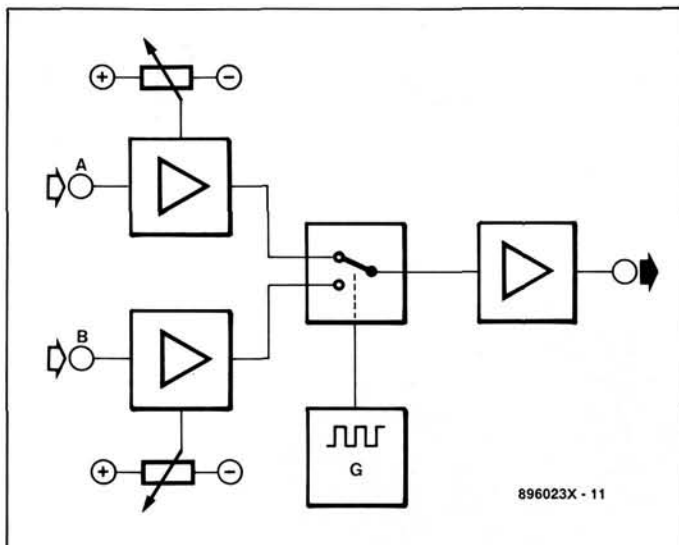 + −
A
B
+ −
G
896023X - 11